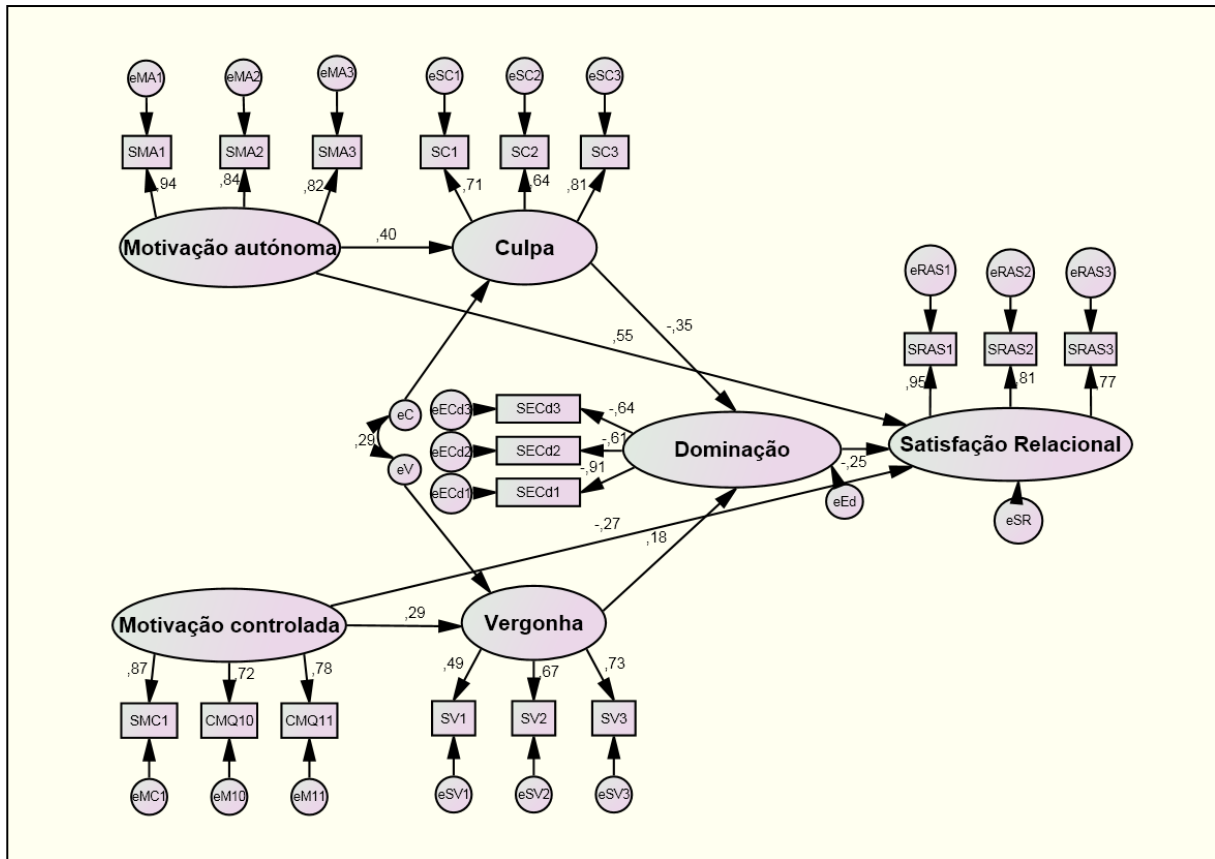 eMA1 eMA2 eMA3 eSC1 eSC2 eSC3
SMA1 SMA2 SMA3 SC1 SC2 SC3
,94 ,84 ,82 ,71 ,64 ,81
Motivação autónoma ,40 Culpa
eRAS1 eRAS2 eRAS3
,55 -,35
SRAS1 SRAS2 SRAS3
,95 ,81 ,77
eC eECd3 SECd3 -,64
,29 eECd2 SECd2 -,61 Dominação Satisfação Relacional
eV eECd1 SECd1 -,91 -,25
eEd
eSR
-,27 ,18
Motivação controlada ,29 Vergonha
,87 ,72 ,78 ,49 ,67 ,73
SMC1 CMQ10 CMQ11 SV1 SV2 SV3
eMC1 eM10 eM11 eSV1 eSV2 eSV3